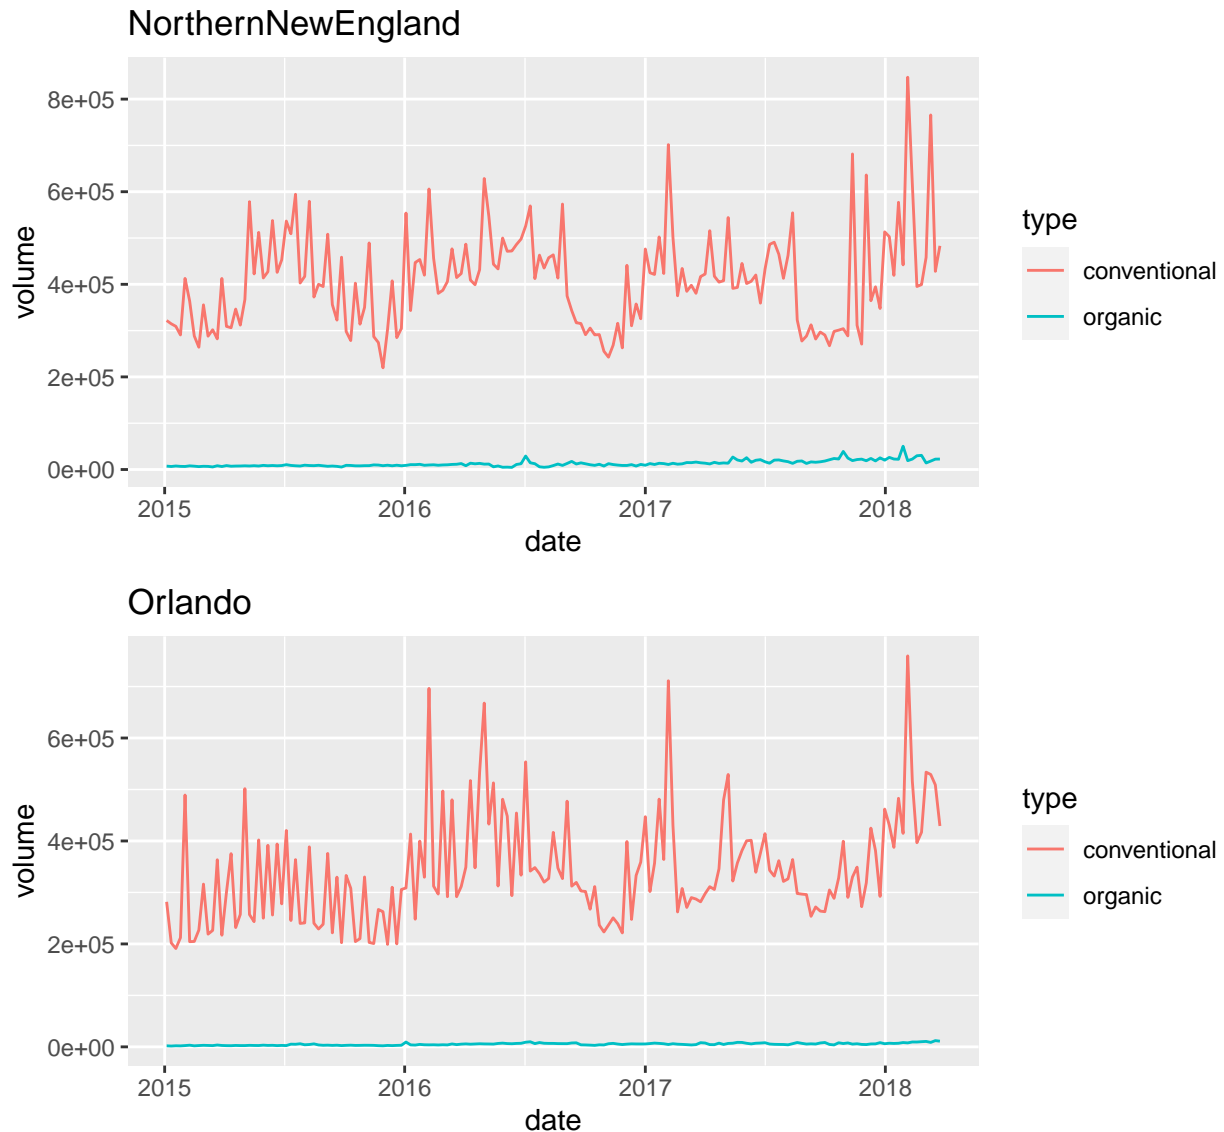 NorthernNewEngland
8e+05
6e+05
4e+05
2e+05
0e+00
volume
2015 2016 2017 2018
date
type
conventional
organic
Orlando
6e+05
4e+05
2e+05
0e+00
volume
2015 2016 2017 2018
date
type
conventional
organic